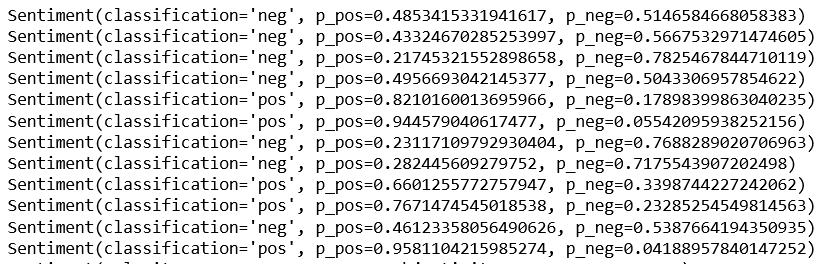 Sentiment(classification='neg', p_pos=0.4853415331941617, p_neg=0.5146584668058383)
Sentiment(classification='neg', p_pos=0.43324670285253997, p_neg=0.5667532971474605)
Sentiment(classification='neg', p_pos=0.21745321552898658, p_neg=0.7825467844710119)
Sentiment(classification='neg', p_pos=0.4956693042145377, p_neg=0.5043306957854622)
Sentiment(classification='pos', p_pos=0.8210160013695966, p_neg=0.17898399863040235)
Sentiment(classification='pos', p_pos=0.944579040617477, p_neg=0.05542095938252156)
Sentiment(classification='neg', p_pos=0.23117109792930404, p_neg=0.7688289020706963)
Sentiment(classification='neg', p_pos=0.282445609279752, p_neg=0.7175543907202498)
Sentiment(classification='pos', p_pos=0.6601255772757947, p_neg=0.3398744227242062)
Sentiment(classification='pos', p_pos=0.7671474545018538, p_neg=0.23285254549814563)
Sentiment(classification='neg', p_pos=0.46123358056490626, p_neg=0.5387664194350935)
Sentiment(classification='pos', p_pos=0.9581104215985274, p_neg=0.04188957840147252)